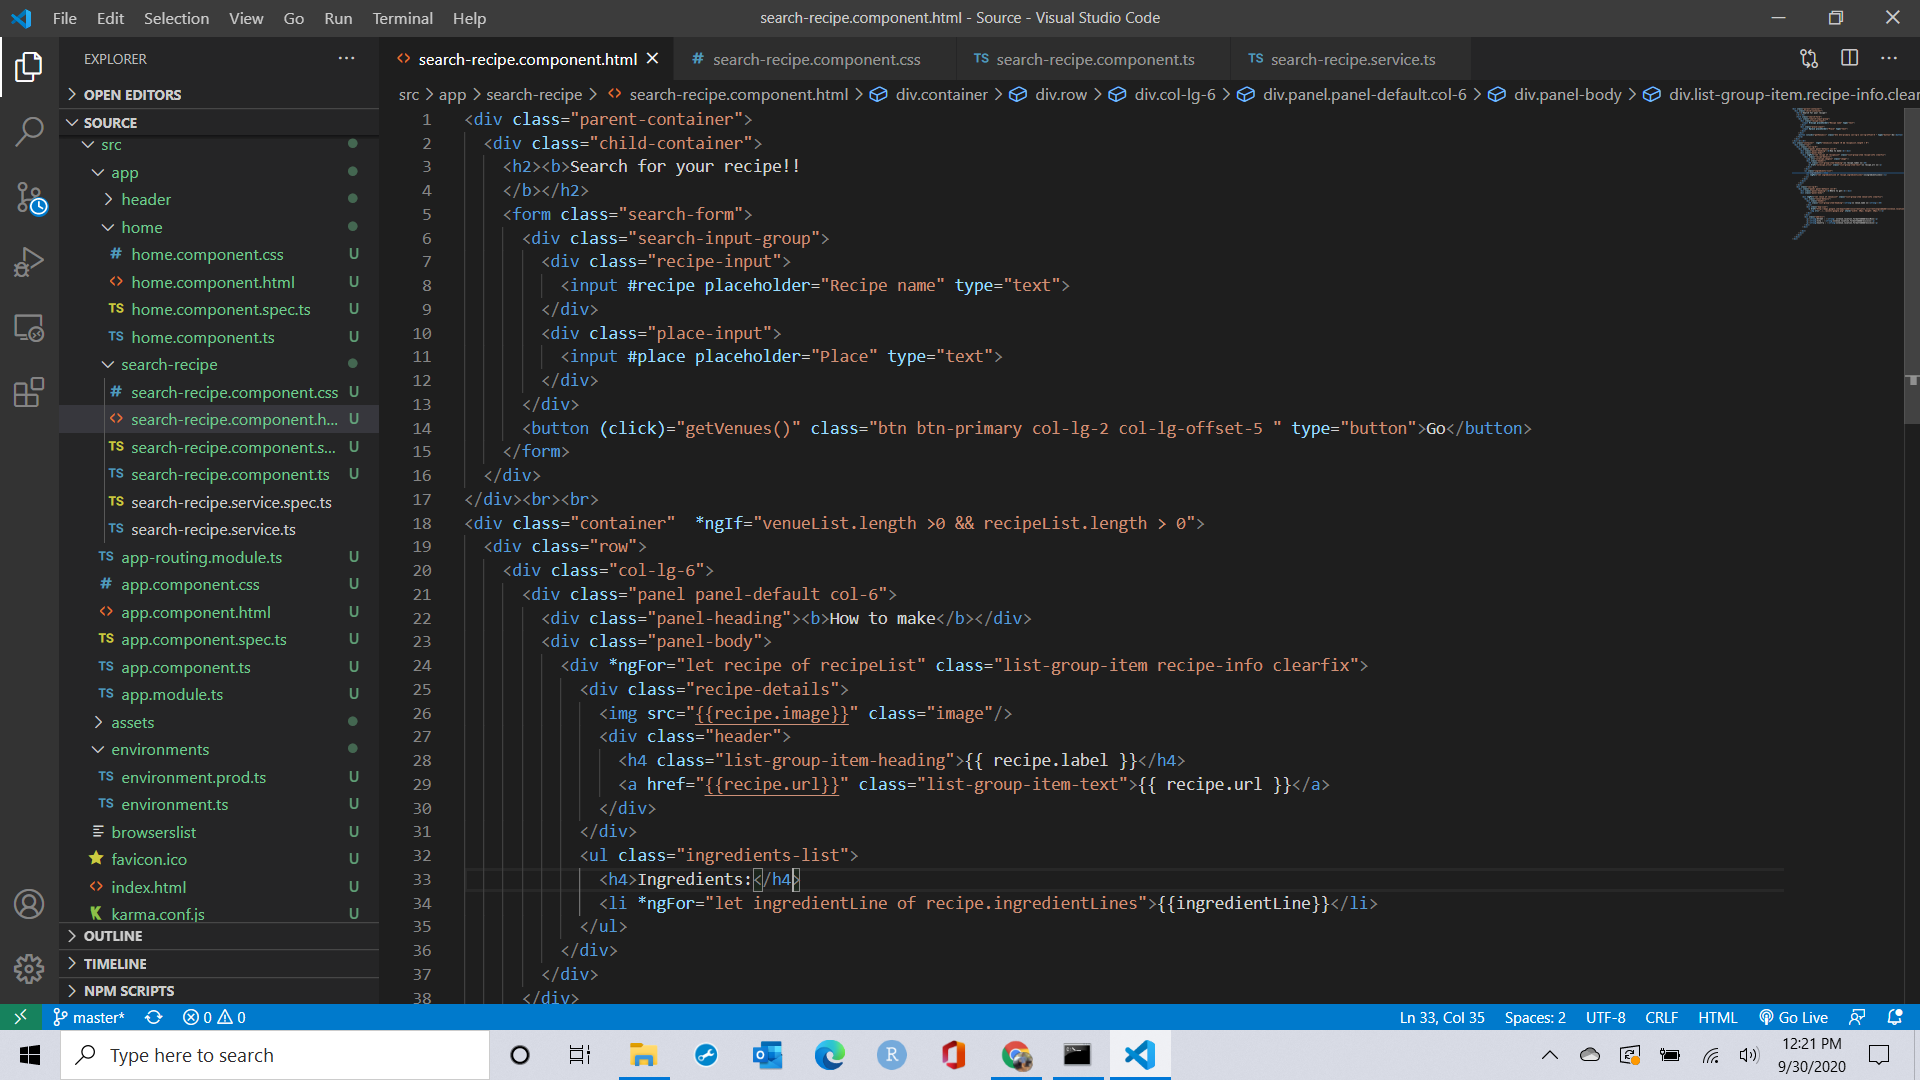 File Edit Selection View Go Run Terminal Help
search-recipe.component.html - Source - Visual Studio Code
EXPLORER
OPEN EDITORS
SOURCE
src
app
header
home
# home.component.css U
<> home.component.html U
TS home.component.spec.ts U
TS home.component.ts U
search-recipe
# search-recipe.component.css U
<> search-recipe.component.h... U
TS search-recipe.component.s... U
TS search-recipe.component.ts U
TS search-recipe.service.spec.ts
TS search-recipe.service.ts
TS app-routing.module.ts U
# app.component.css U
<> app.component.html U
TS app.component.spec.ts U
TS app.component.ts U
TS app.module.ts U
assets
environments
TS environment.prod.ts U
TS environment.ts U
browserslist U
favicon.ico U
<> index.html U
K karma.conf.js U
OUTLINE
TIMELINE
NPM SCRIPTS
<> search-recipe.component.html
# search-recipe.component.css
TS search-recipe.component.ts
TS search-recipe.service.ts
src > app > search-recipe > <> search-recipe.component.html > div.container > div.row > div.col-lg-6 > div.panel.panel-default.col-6 > div.panel-body > div.list-group-item.recipe-info.clear
1 <div class="parent-container">
2 <div class="child-container">
3 <h2><b>Search for your recipe!!
4 </b></h2>
5 <form class="search-form">
6 <div class="search-input-group">
7 <div class="recipe-input">
8 <input #recipe placeholder="Recipe name" type="text">
9 </div>
10 <div class="place-input">
11 <input #place placeholder="Place" type="text">
12 </div>
13 </div>
14 <button (click)="getVenues()" class="btn btn-primary col-lg-2 col-lg-offset-5 " type="button">Go</button>
15 </form>
16 </div>
17 </div><br><br>
18 <div class="container"  *ngIf="venueList.length >0 && recipeList.length > 0">
19 <div class="row">
20 <div class="col-lg-6">
21 <div class="panel panel-default col-6">
22 <div class="panel-heading"><b>How to make</b></div>
23 <div class="panel-body">
24 <div *ngFor="let recipe of recipeList" class="list-group-item recipe-info clearfix">
25 <div class="recipe-details">
26 <img src="{{recipe.image}}" class="image"/>
27 <div class="header">
28 <h4 class="list-group-item-heading">{{ recipe.label }}</h4>
29 <a href="{{recipe.url}}" class="list-group-item-text">{{ recipe.url }}</a>
30 </div>
31 </div>
32 <ul class="ingredients-list">
33 <h4>Ingredients:</h4>
34 <li *ngFor="let ingredientLine of recipe.ingredientLines">{{ingredientLine}}</li>
35 </ul>
36 </div>
37 </div>
38 </div>
master* 0 0
Ln 33, Col 35 Spaces: 2 UTF-8 CRLF HTML Go Live
Type here to search
R
12:21 PM
9/30/2020